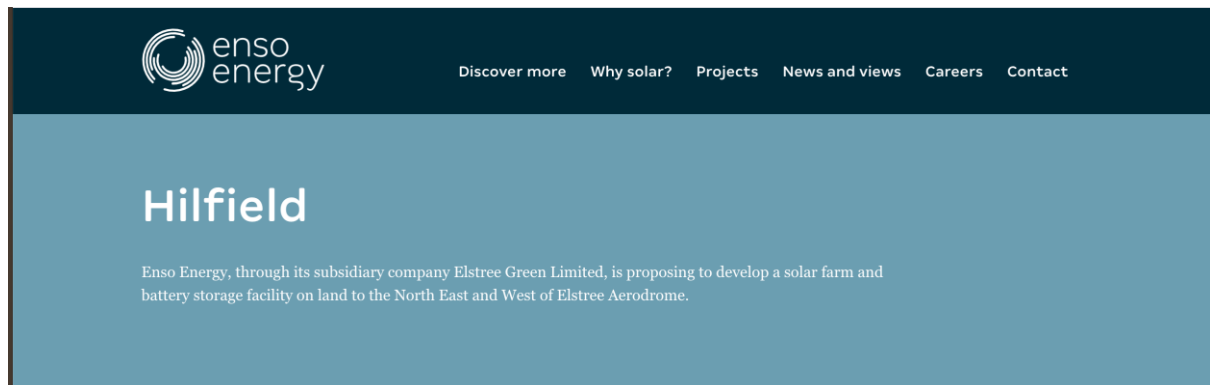 enso
energy
Discover more Why solar? Projects News and views Careers Contact
Hilfield
Enso Energy, through its subsidiary company Elstree Green Limited, is proposing to develop a solar farm and
battery storage facility on land to the North East and West of Elstree Aerodrome.